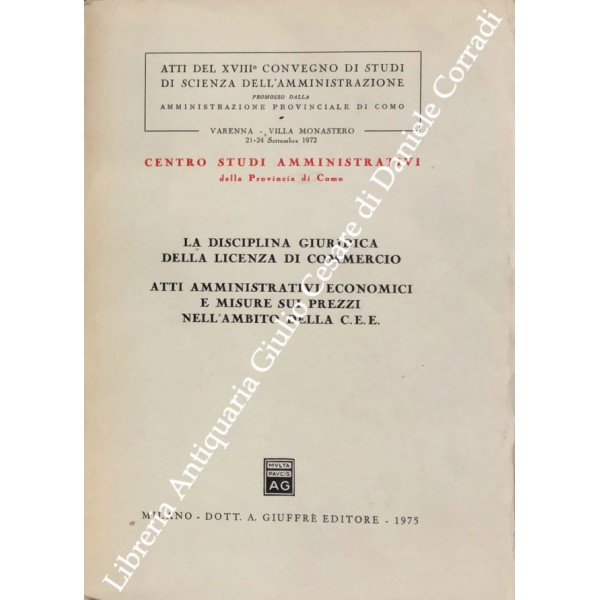 ATTI DEL XVIII° CONVEGNO DI STUDI
DI SCIENZA DELL'AMMINISTRAZIONE
PROMOSSO DALLA
AMMINISTRAZIONE PROVINCIALE DI COMO
VARENNA - VILLA MONASTERO
21-24 Settembre 1972
CENTRO STUDI AMMINISTRATIVI
della Provincia di Como
LA DISCIPLINA GIURIDICA
DELLA LICENZA DI COMMERCIO
ATTI AMMINISTRATIVI ECONOMICI
E MISURE SUI PREZZI
NELL'AMBITO DELLA C.E.E.
MVLTA
PAVCIS
AG
MILANO - DOTT. A. GIUFFRÈ EDITORE - 1975
Libreria Antiquaria Giulio Cesare di Daniele Corradi